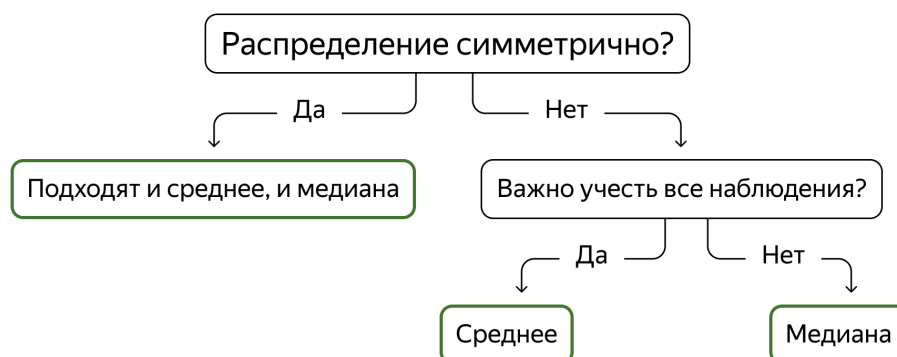 Распределение симметрично?
Да
Нет
Подходят и среднее, и медиана
Важно учесть все наблюдения?
Да
Нет
Среднее
Медиана